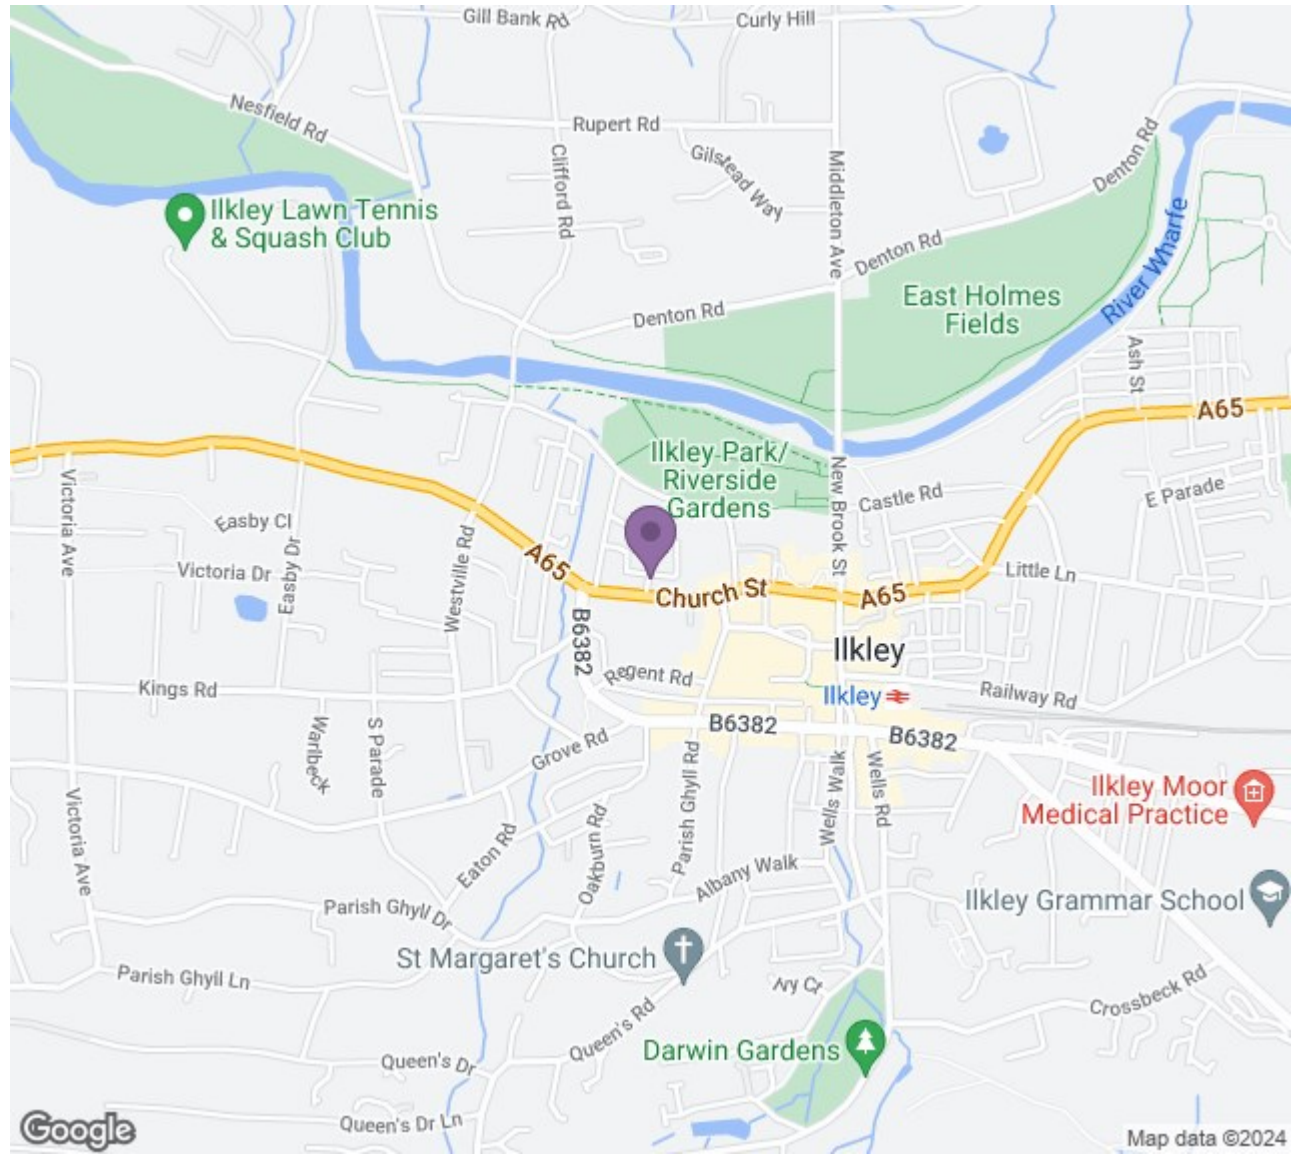 Gill Bank Rd
Curly Hill
Nesfield Rd
Rupert Rd
Clifford Rd
Gilstead Way
Middleton Ave
Denton Rd
Ilkley Lawn Tennis
& Squash Club
Denton Rd
River Wharfe
East Holmes
Fields
Denton Rd
Ash St
A65
Ilkley Park/
Riverside
Gardens
New Brook St
Castle Rd
E Parade
Victoria Ave
Easby Cl
Easby Dr
Victoria Dr
Westville Rd
A65
Church St
A65
Little Ln
B6382
Ilkley
Regent Rd
Kings Rd
Ilkley
Railway Rd
Warlbeck
S Parade
Grove Rd
B6382
B6382
Parish Ghyll Rd
Wells Walk
Wells Rd
Ilkley Moor
Medical Practice
Victoria Ave
Eaton Rd
Oakburn Rd
Albany Walk
Ilkley Grammar School
Parish Ghyll Dr
St Margaret's Church
Parish Ghyll Ln
Ivy Ct
Crossbeck Rd
Queen's Rd
Darwin Gardens
Queen's Dr
Queen's Dr Ln
Google
Map data ©2024